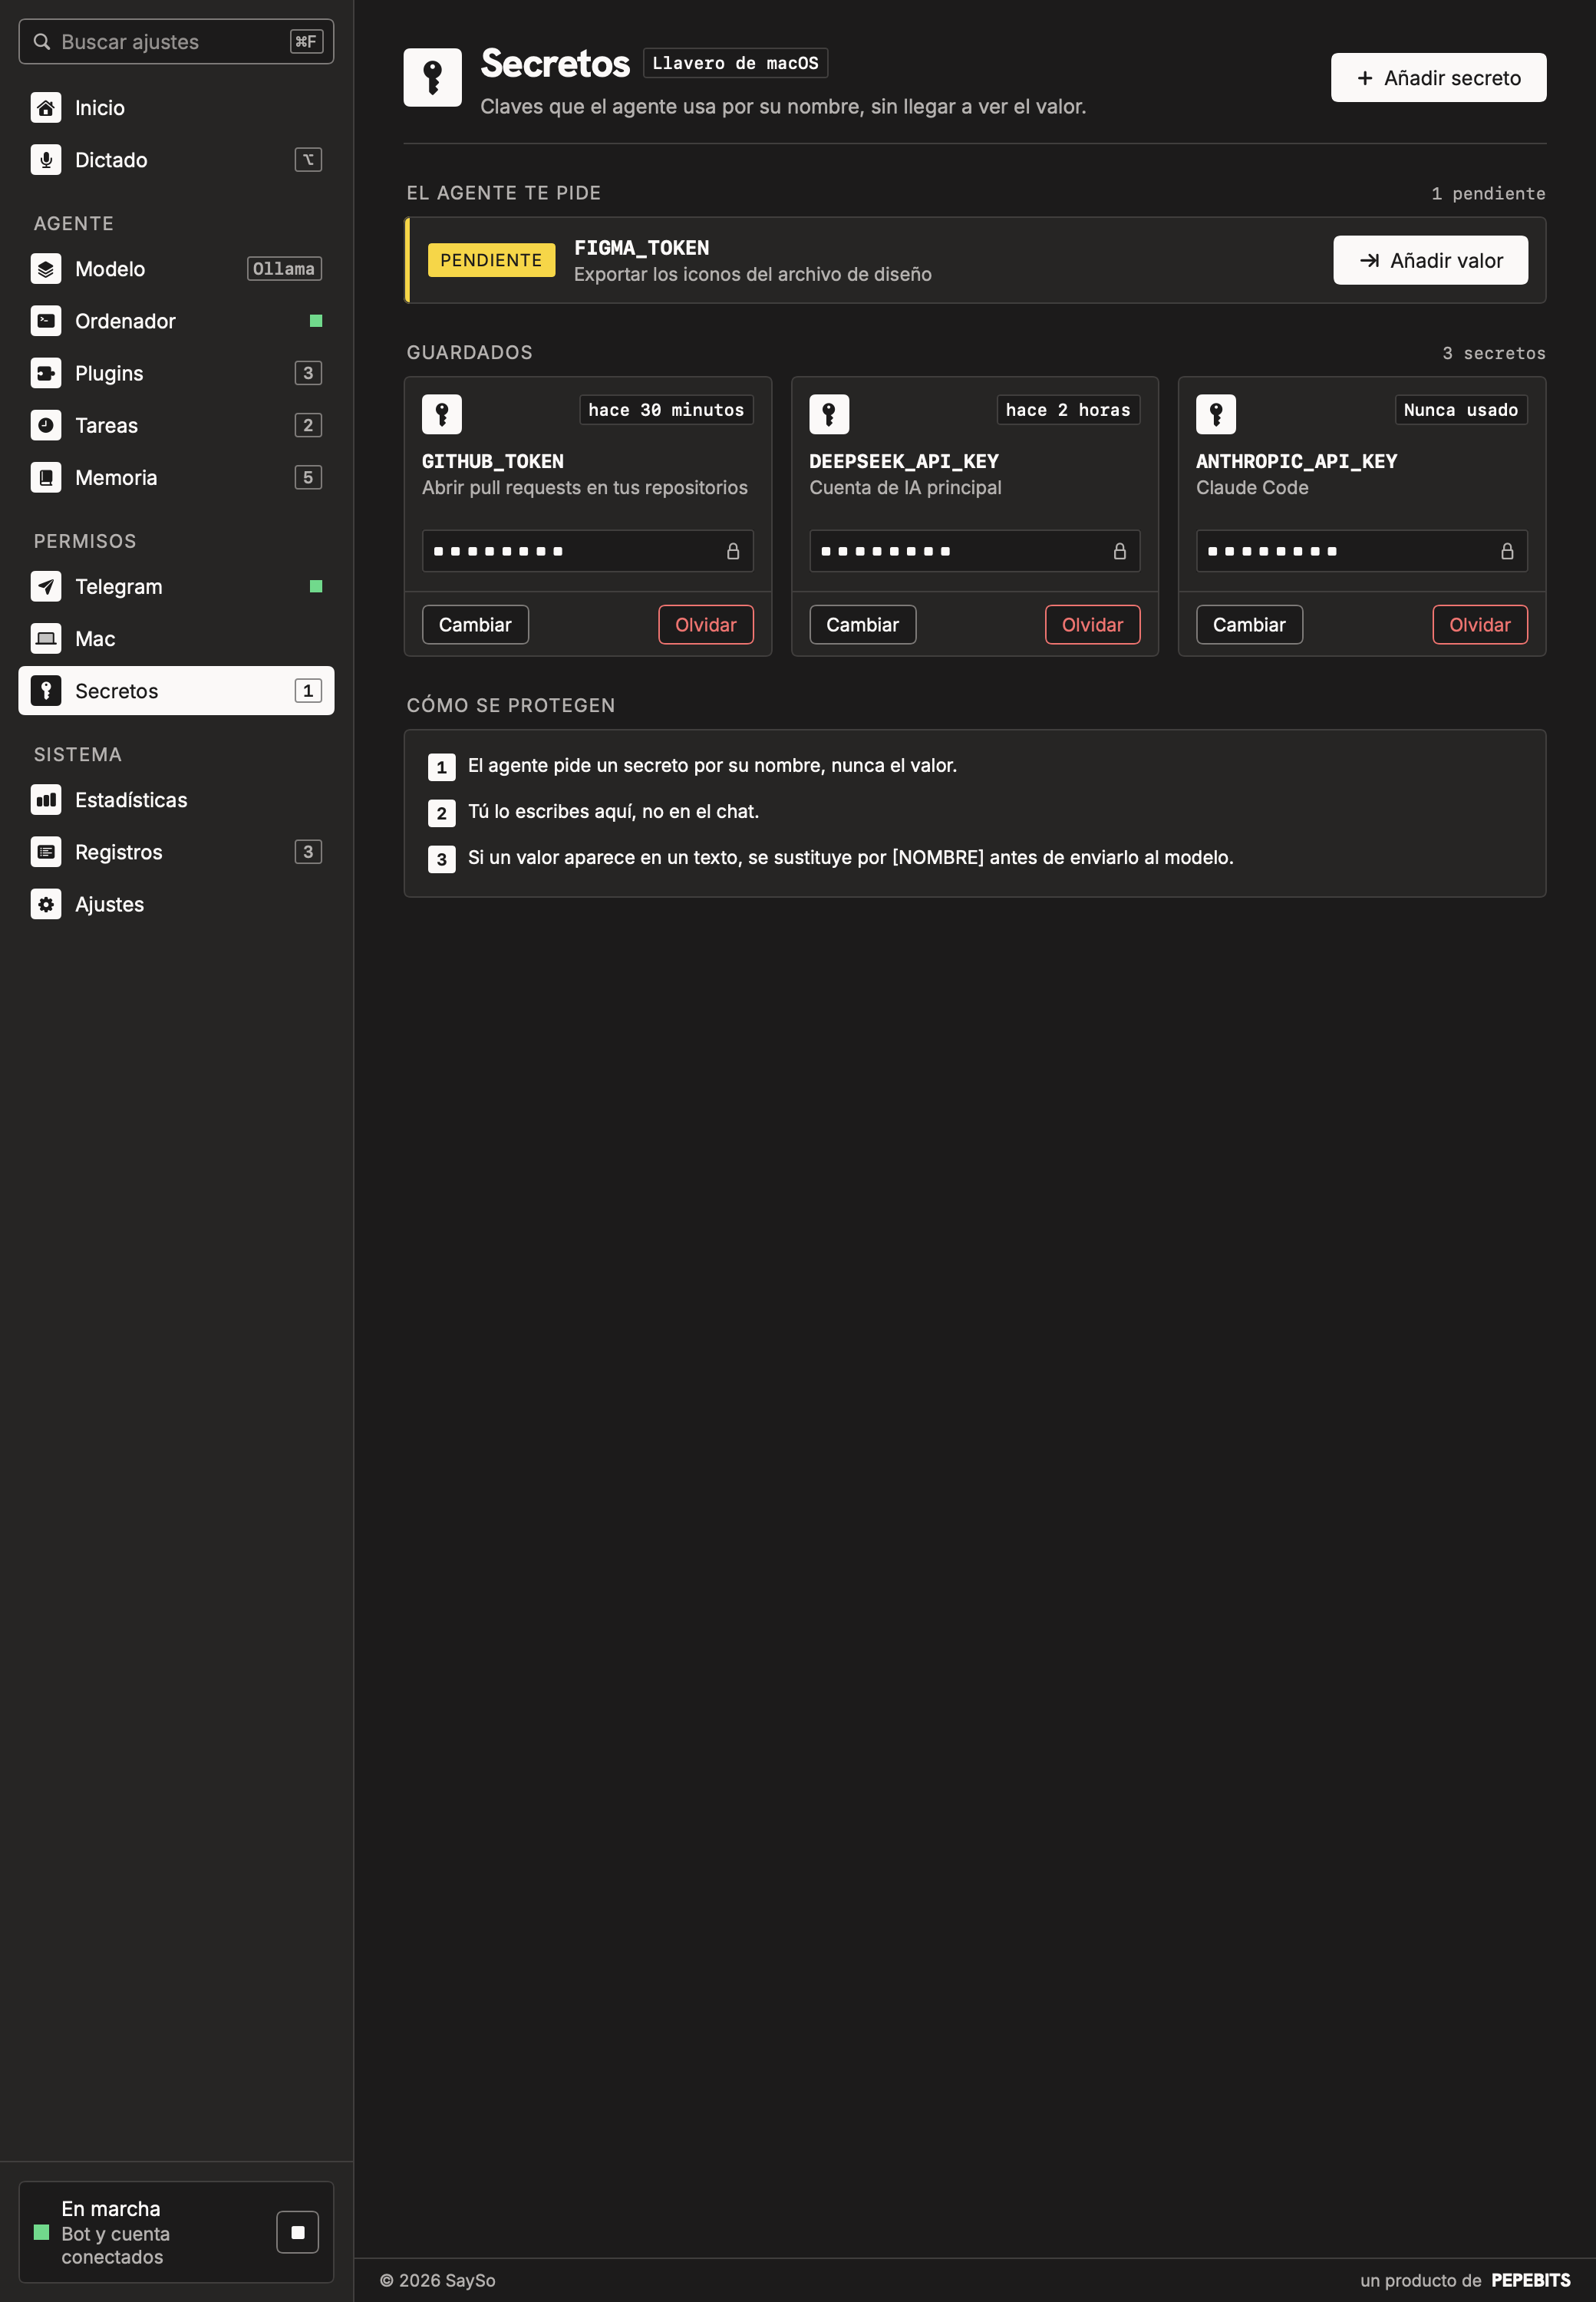 Buscar ajustes ⌘F
Inicio
Dictado ⌥
AGENTE
Modelo Ollama
Ordenador
Plugins 3
Tareas 2
Memoria 5
PERMISOS
Telegram
Mac
Secretos 1
SISTEMA
Estadísticas
Registros 3
Ajustes
En marcha
Bot y cuenta
conectados
Secretos Llavero de macOS
Claves que el agente usa por su nombre, sin llegar a ver el valor.
+ Añadir secreto
EL AGENTE TE PIDE 1 pendiente
PENDIENTE
FIGMA_TOKEN
Exportar los iconos del archivo de diseño
Añadir valor
GUARDADOS 3 secretos
hace 30 minutos
GITHUB_TOKEN
Abrir pull requests en tus repositorios
Cambiar Olvidar
hace 2 horas
DEEPSEEK_API_KEY
Cuenta de IA principal
Cambiar Olvidar
Nunca usado
ANTHROPIC_API_KEY
Claude Code
Cambiar Olvidar
CÓMO SE PROTEGEN
1 El agente pide un secreto por su nombre, nunca el valor.
2 Tú lo escribes aquí, no en el chat.
3 Si un valor aparece en un texto, se sustituye por [NOMBRE] antes de enviarlo al modelo.
© 2026 SaySo
un producto de PEPEBITS